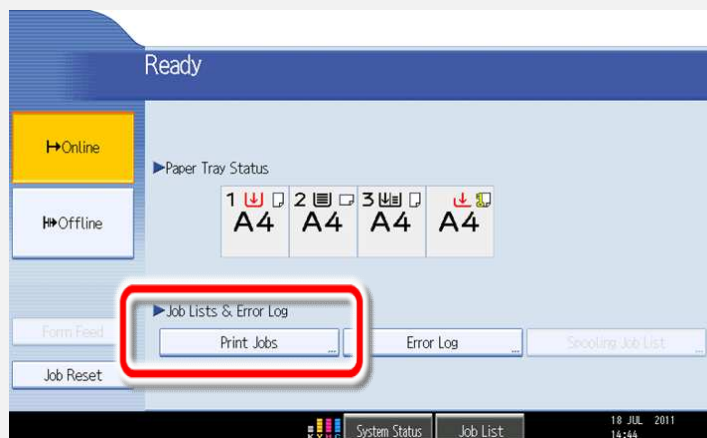 Ready
Online
Offline
Form Feed
Job Reset
▶Paper Tray Status
1 2 3
A4 A4 A4 A4
▶Job Lists & Error Log
Print Jobs Error Log Spooling Job List
K Y M C System Status Job List 18 JUL 2011
14:44